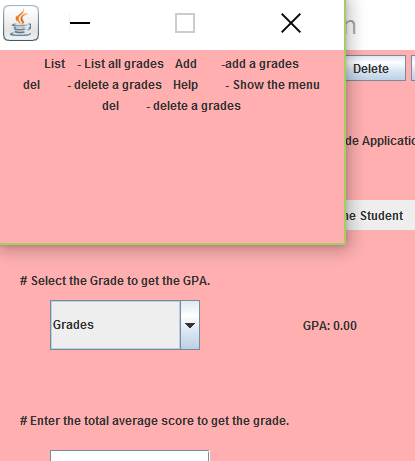 List - List all grades Add -add a grades
del - delete a grades Help - Show the menu
del - delete a grades
Delete
de Applicatio
e Student
# Select the Grade to get the GPA.
Grades
GPA: 0.00
# Enter the total average score to get the grade.